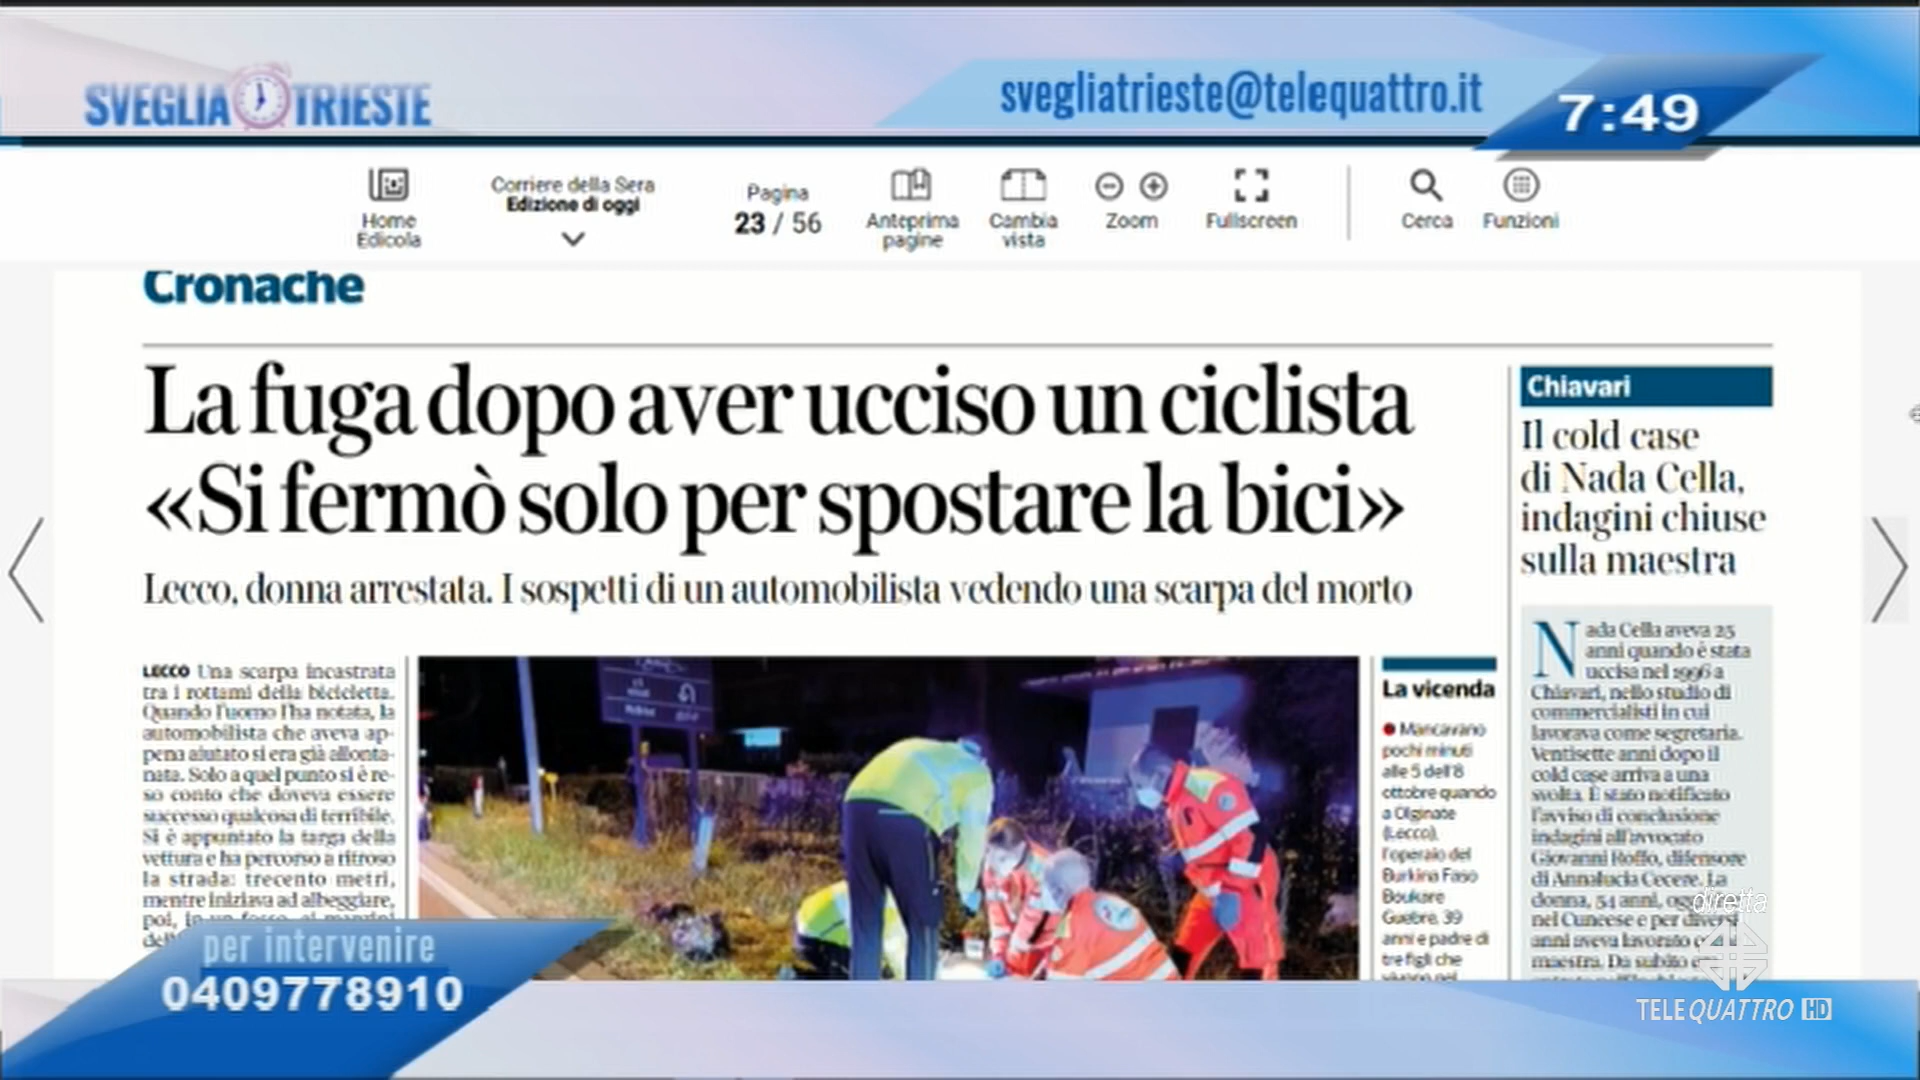 SVEGLIA TRIESTE
svegliatrieste@telequattro.it
7:49
Home
Edicola
Corriere della Sera
Edizione di oggi
Pagina
23 / 56
Anteprima
pagine
Cambia
vista
Zoom
Fullscreen
Cerca
Funzioni
Cronache
La fuga dopo aver ucciso un ciclista
«Si fermò solo per spostare la bici»
Lecco, donna arrestata. I sospetti di un automobilista vedendo una scarpa del morto
LECCO Una scarpa incastrata
tra i rottami della bicicletta.
Quando l'uomo l'ha notata, la
automobilista che aveva ap-
pena aiutato si era già allonta-
nata. Solo a quel punto si è re-
so conto che doveva essere
successo qualcosa di terribile.
Si è appuntato la targa della
vettura e ha percorso a ritroso
la strada: trecento metri,
mentre iniziava ad albeggiare,
poi, in un fosso, ai margini
La vicenda
● Mancavano
pochi minuti
alle 5 dell'8
ottobre quando
a Olginate
(Lecco),
l'operaio del
Burkina Faso
Boukare
Guebre, 39
anni e padre di
tre figli che
vivono nel
Chiavari
Il cold case
di Nada Cella,
indagini chiuse
sulla maestra
Nada Cella aveva 25
anni quando è stata
uccisa nel 1996 a
Chiavari, nello studio di
commercialisti in cui
lavorava come segretaria.
Ventisette anni dopo il
cold case arriva a una
svolta. È stato notificato
l'avviso di conclusione
indagini all'avvocato
Giovanni Roffo, difensore
di Annalucia Cecere. La
donna, 54 anni,
nel Cuneese e per
anni aveva lavorato
maestra. Da subito
per intervenire
0409778910
diretta
TELEQUATTRO HD